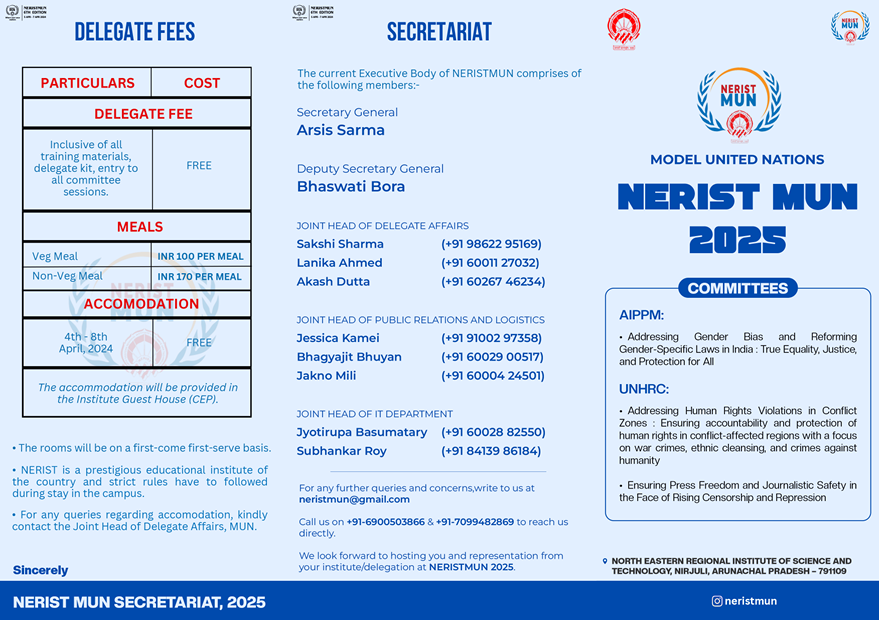 DELEGATE FEES
PARTICULARS COST
DELEGATE FEE
Inclusive of all
training materials,
delegate kit, entry to
all committee
sessions.
FREE
MEALS
Veg Meal INR 100 PER MEAL
Non-Veg Meal INR 170 PER MEAL
ACCOMODATION
4th - 8th
April, 2024
FREE
The accommodation will be provided in
the Institute Guest House (CEP).
• The rooms will be on a first-come first-serve basis.
• NERIST is a prestigious educational institute of
the country and strict rules have to followed
during stay in the campus.
• For any queries regarding accomodation, kindly
contact the Joint Head of Delegate Affairs, MUN.
Sincerely
NERIST MUN SECRETARIAT, 2025
SECRETARIAT
The current Executive Body of NERISTMUN comprises of
the following members:-
Secretary General
Arsis Sarma
Deputy Secretary General
Bhaswati Bora
JOINT HEAD OF DELEGATE AFFAIRS
Sakshi Sharma (+91 98622 95169)
Lanika Ahmed (+91 60011 27032)
Akash Dutta (+91 60267 46234)
JOINT HEAD OF PUBLIC RELATIONS AND LOGISTICS
Jessica Kamei (+91 91002 97358)
Bhagyajit Bhuyan (+91 60029 00517)
Jakno Mili (+91 60004 24501)
JOINT HEAD OF IT DEPARTMENT
Jyotirupa Basumatary (+91 60028 82550)
Subhankar Roy (+91 84139 86184)
For any further queries and concerns,write to us at
neristmun@gmail.com
Call us on +91-6900503866 & +91-7099482869 to reach us
directly.
We look forward to hosting you and representation from
your institute/delegation at NERISTMUN 2025.
NERIST
MUN
MODEL UNITED NATIONS
NERIST MUN
2025
COMMITTEES
AIPPM:
• Addressing Gender Bias and Reforming
Gender-Specific Laws in India : True Equality, Justice,
and Protection for All
UNHRC:
• Addressing Human Rights Violations in Conflict
Zones : Ensuring accountability and protection of
human rights in conflict-affected regions with a focus
on war crimes, ethnic cleansing, and crimes against
humanity
• Ensuring Press Freedom and Journalistic Safety in
the Face of Rising Censorship and Repression
NORTH EASTERN REGIONAL INSTITUTE OF SCIENCE AND
TECHNOLOGY, NIRJULI, ARUNACHAL PRADESH – 791109
neristmun